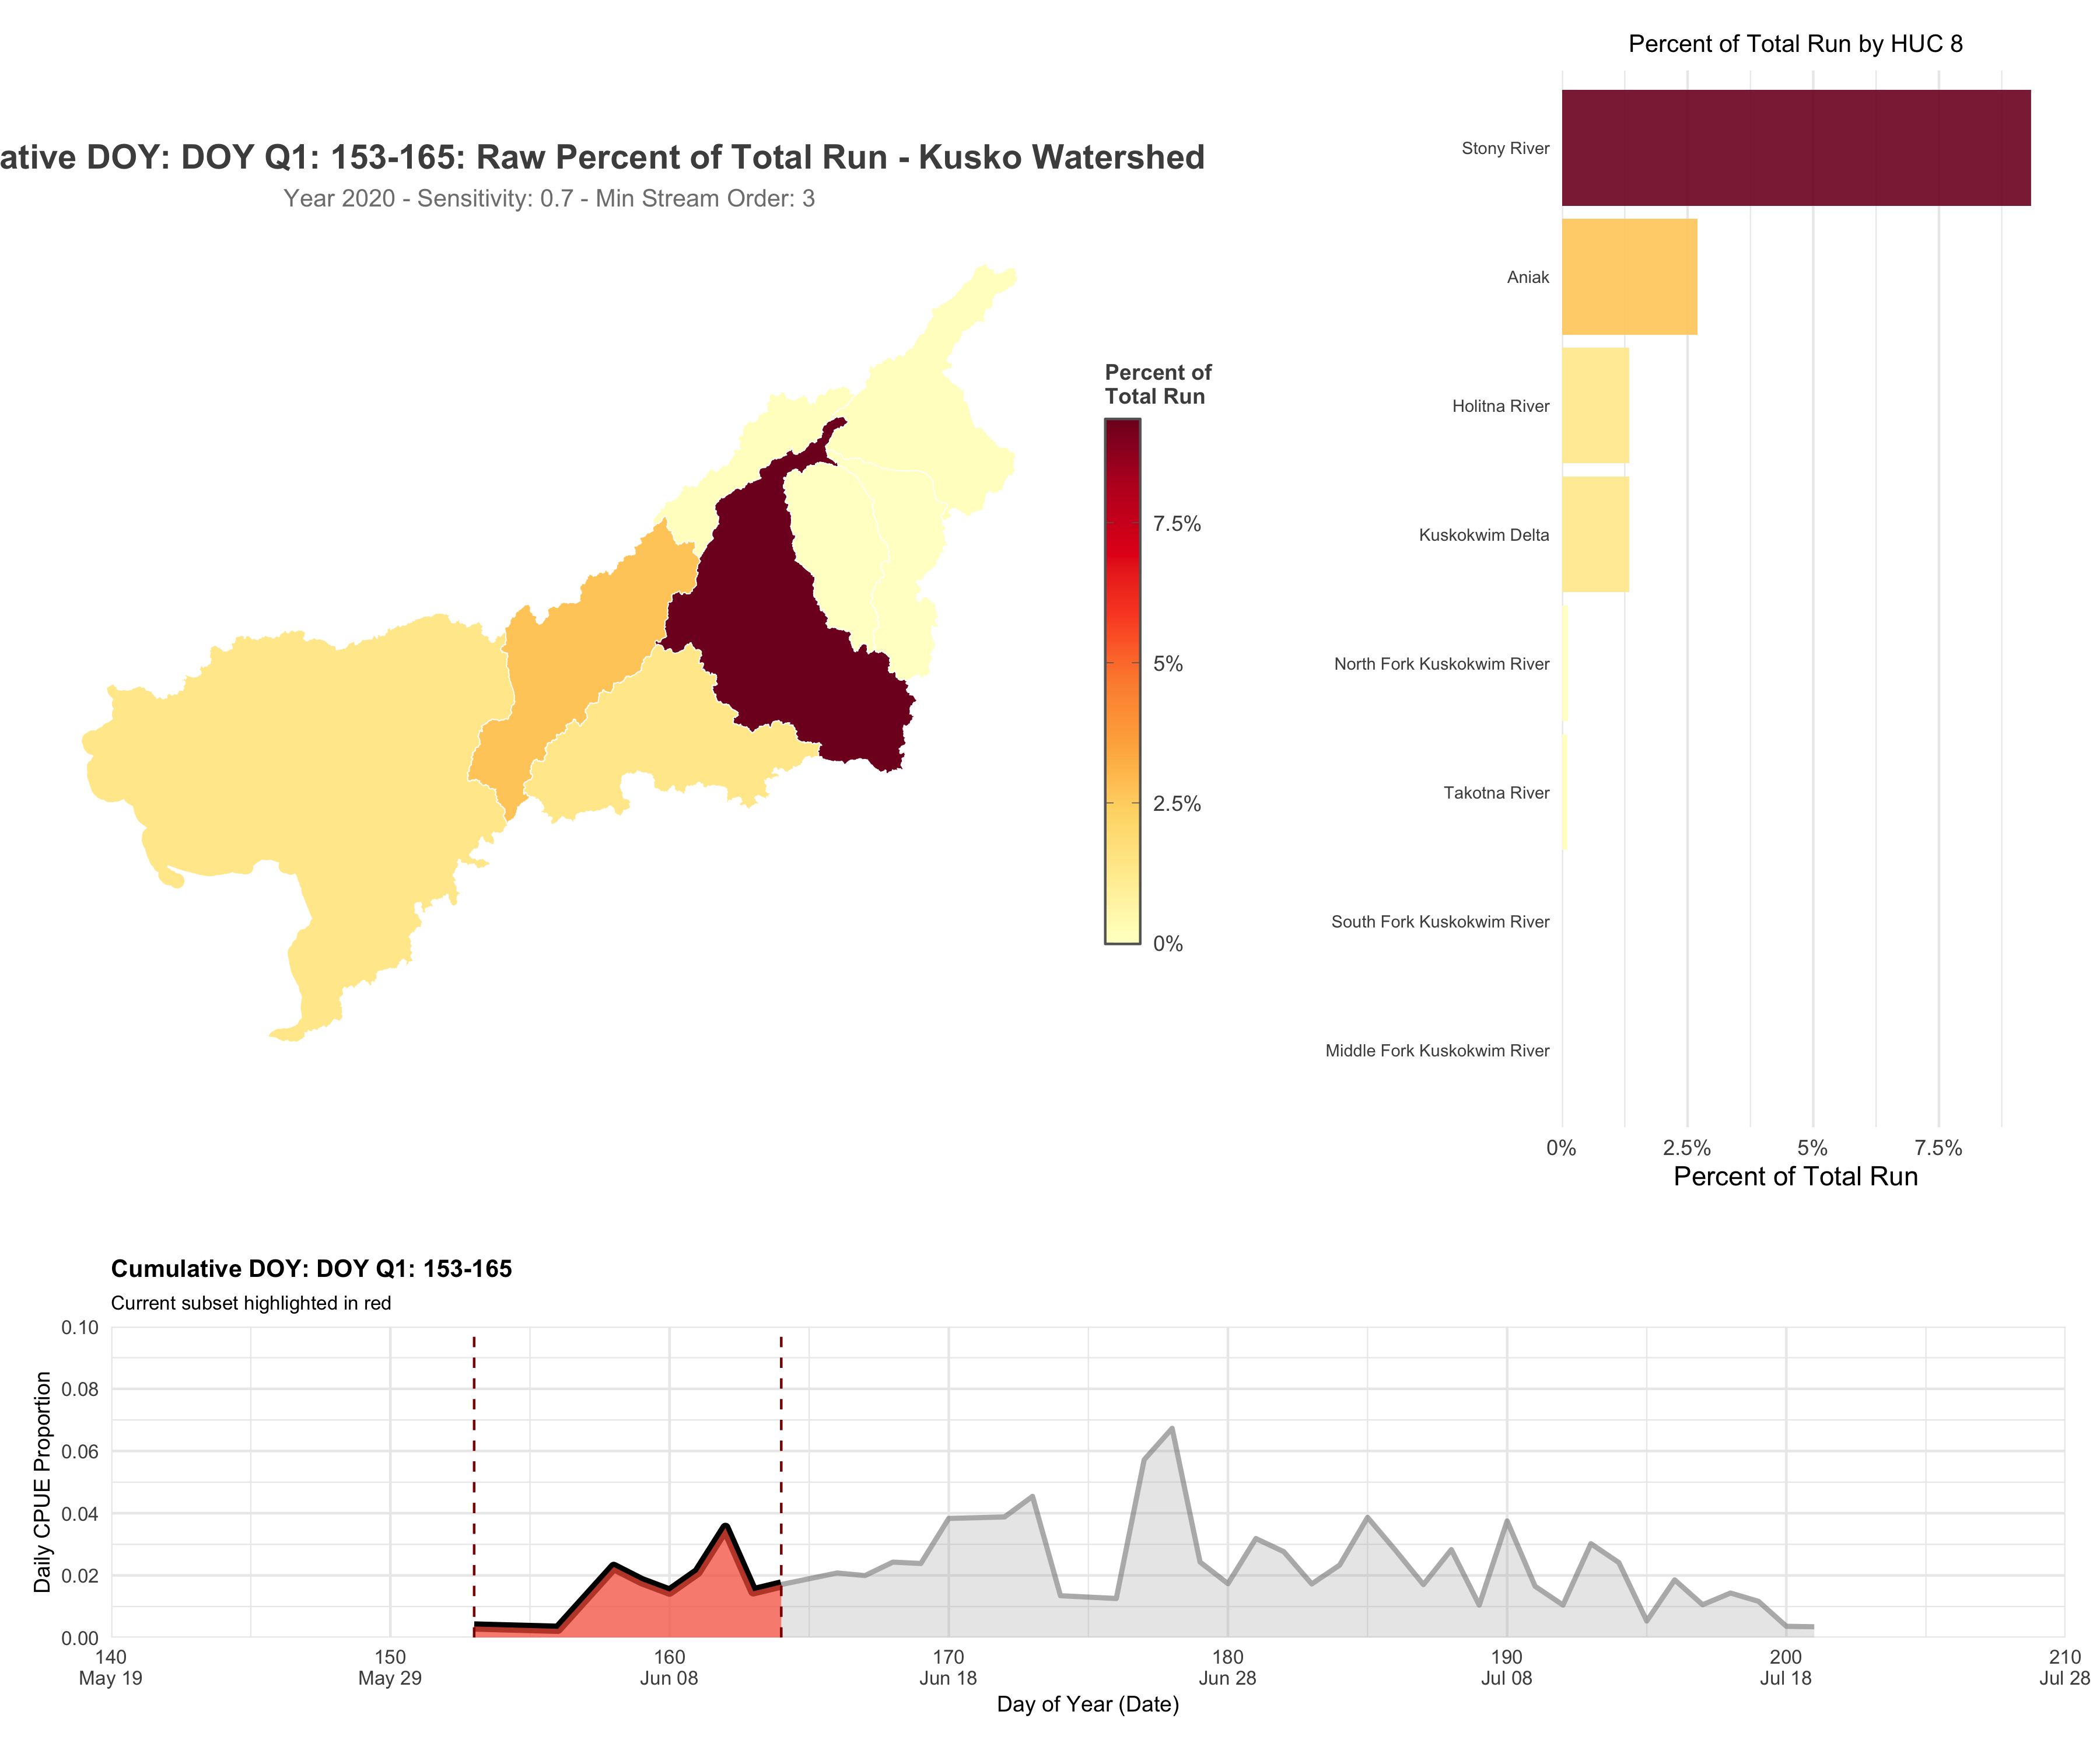 Percent of Total Run by HUC 8
ative DOY: DOY Q1: 153-165: Raw Percent of Total Run - Kusko Watershed
Year 2020 - Sensitivity: 0.7 - Min Stream Order: 3
Percent of
Total Run
7.5%
5%
2.5%
0%
Stony River
Aniak
Holitna River
Kuskokwim Delta
North Fork Kuskokwim River
Takotna River
South Fork Kuskokwim River
Middle Fork Kuskokwim River
0% 2.5% 5% 7.5%
Percent of Total Run
Cumulative DOY: DOY Q1: 153-165
Current subset highlighted in red
Daily CPUE Proportion
0.10
0.08
0.06
0.04
0.02
0.00
140 150 160 170 180 190 200 210
May 19 May 29 Jun 08 Jun 18 Jun 28 Jul 08 Jul 18 Jul 28
Day of Year (Date)